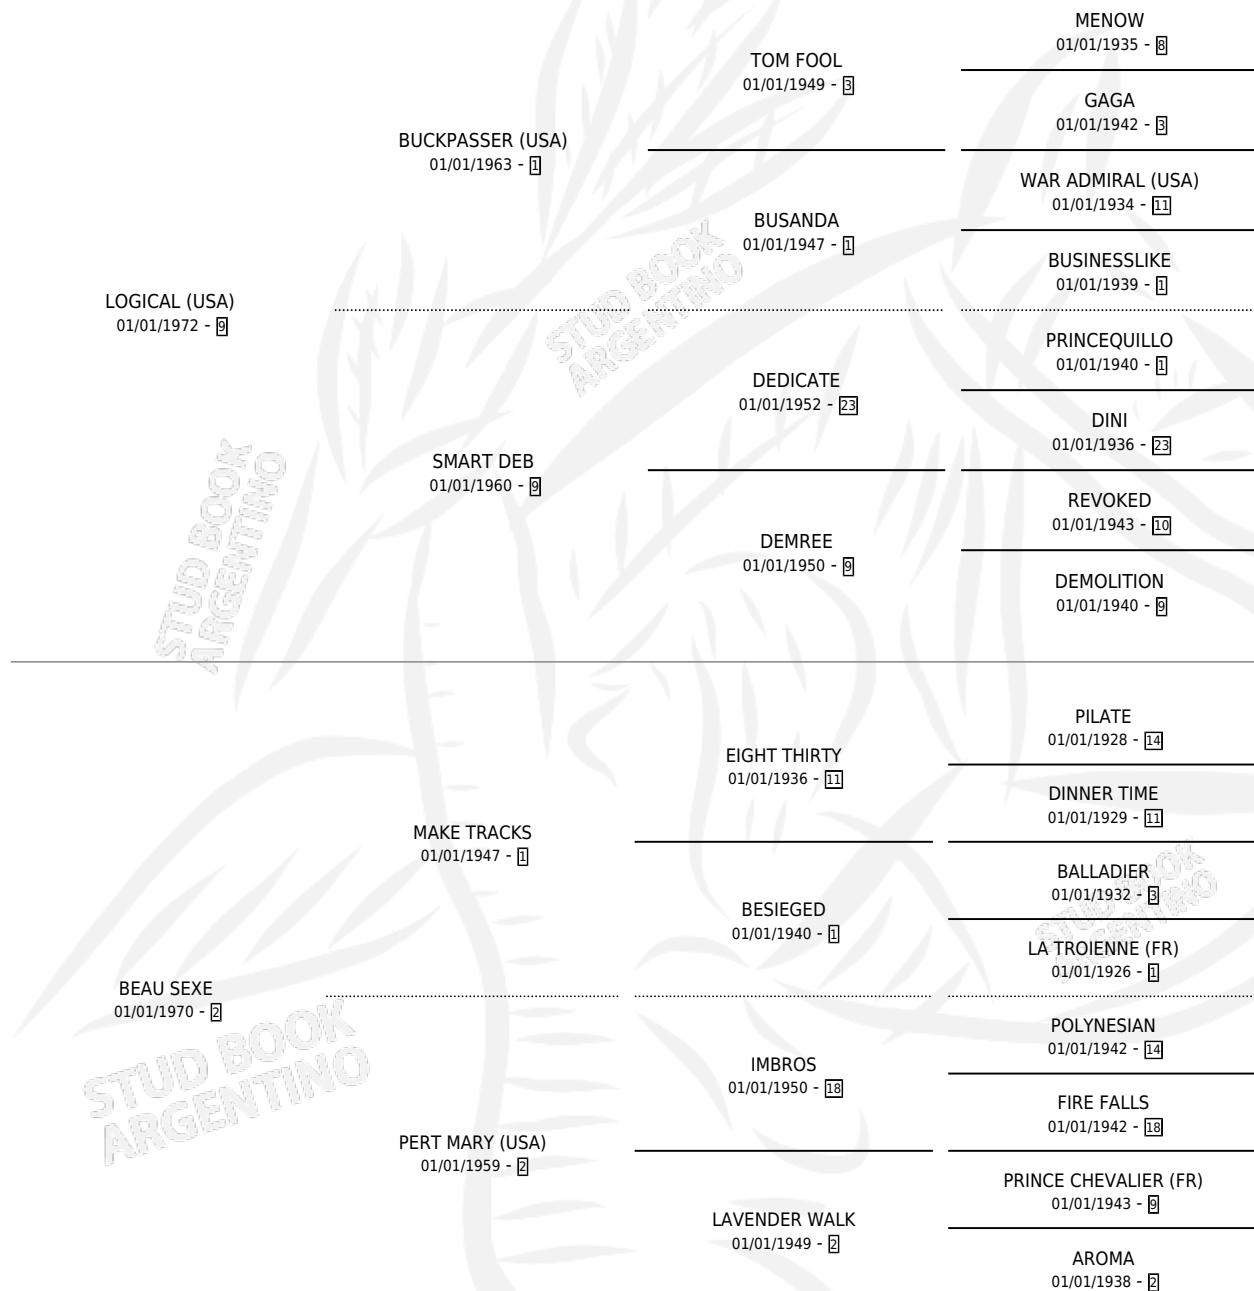 MENOW
01/01/1935 - 8
TOM FOOL
01/01/1949 - 3
GAGA
01/01/1942 - 3
BUCKPASSER (USA)
01/01/1963 - 1
WAR ADMIRAL (USA)
01/01/1934 - 11
BUSANDA
01/01/1947 - 1
BUSINESSLIKE
01/01/1939 - 1
LOGICAL (USA)
01/01/1972 - 9
PRINCEQUILLO
01/01/1940 - 1
DEDICATE
01/01/1952 - 23
DINI
01/01/1936 - 23
SMART DEB
01/01/1960 - 9
REVOKED
01/01/1943 - 10
DEMREE
01/01/1950 - 9
DEMOLITION
01/01/1940 - 9
PILATE
01/01/1928 - 14
EIGHT THIRTY
01/01/1936 - 11
DINNER TIME
01/01/1929 - 11
MAKE TRACKS
01/01/1947 - 1
BALLADIER
01/01/1932 - 3
BESIEGED
01/01/1940 - 1
LA TROIENNE (FR)
01/01/1926 - 1
BEAU SEXE
01/01/1970 - 2
POLYNESIAN
01/01/1942 - 14
IMBROS
01/01/1950 - 18
FIRE FALLS
01/01/1942 - 18
PERT MARY (USA)
01/01/1959 - 2
PRINCE CHEVALIER (FR)
01/01/1943 - 9
LAVENDER WALK
01/01/1949 - 2
AROMA
01/01/1938 - 2
STUD BOOK
ARGENTINO
STUD BOOK
ARGENTINO
STUD BOOK
ARGENTINO
STUD BOOK
ARGENTINO